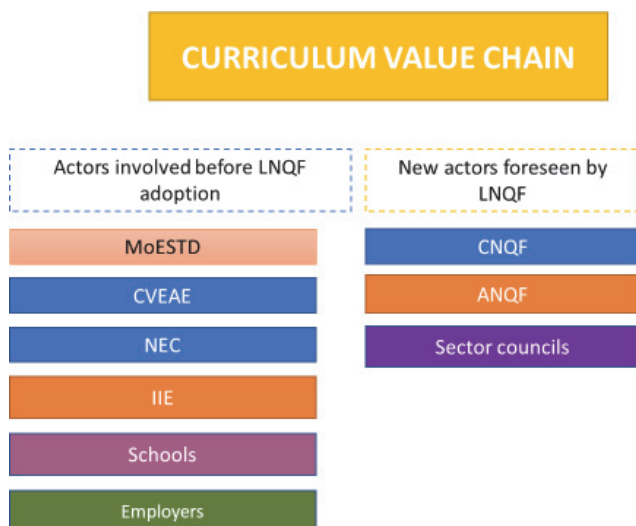 CURRICULUM VALUE CHAIN
Actors involved before LNQF
adoption
MoESTD
CVEAE
NEC
IIE
Schools
Employers
New actors foreseen by
LNQF
CNQF
ANQF
Sector councils